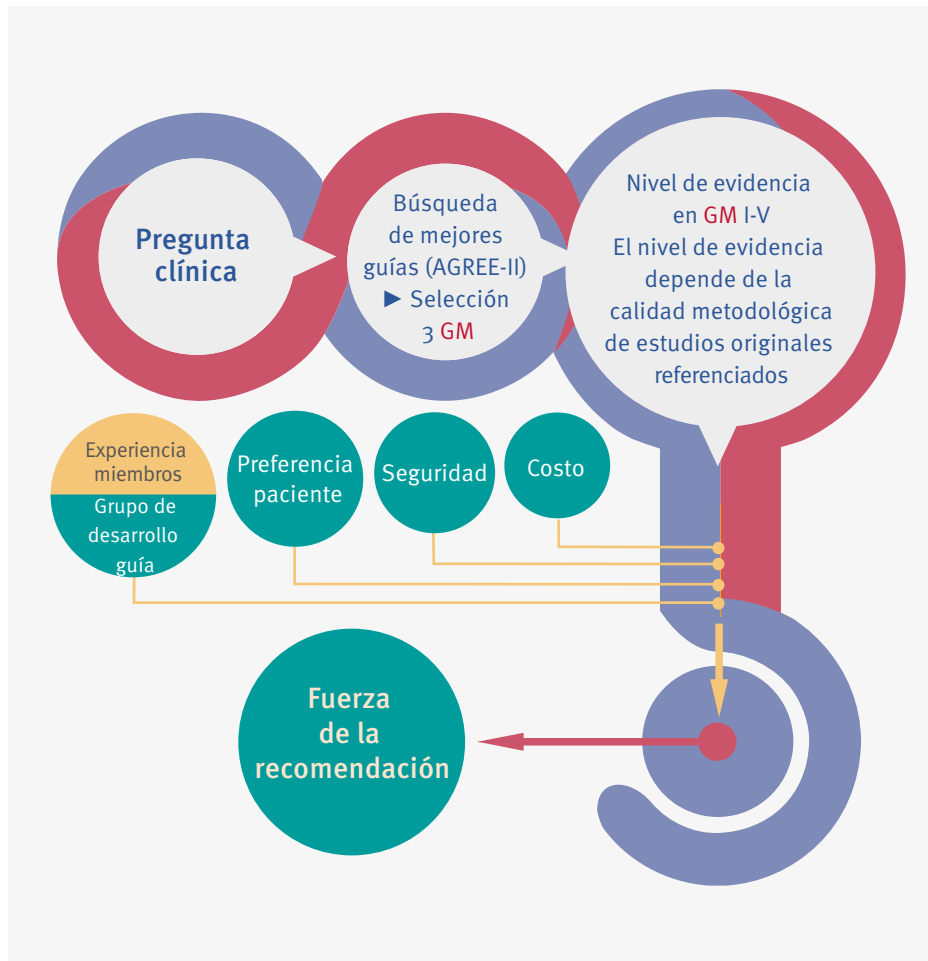 Pregunta
clínica
Búsqueda
de mejores
guías (AGREE-II)
► Selección
3 GM
Nivel de evidencia
en GM I-V
El nivel de evidencia
depende de la
calidad metodológica
de estudios originales
referenciados
Experiencia
miembros
Grupo de
desarrollo
guía
Preferencia
paciente
Seguridad
Costo
Fuerza
de la
recomendación